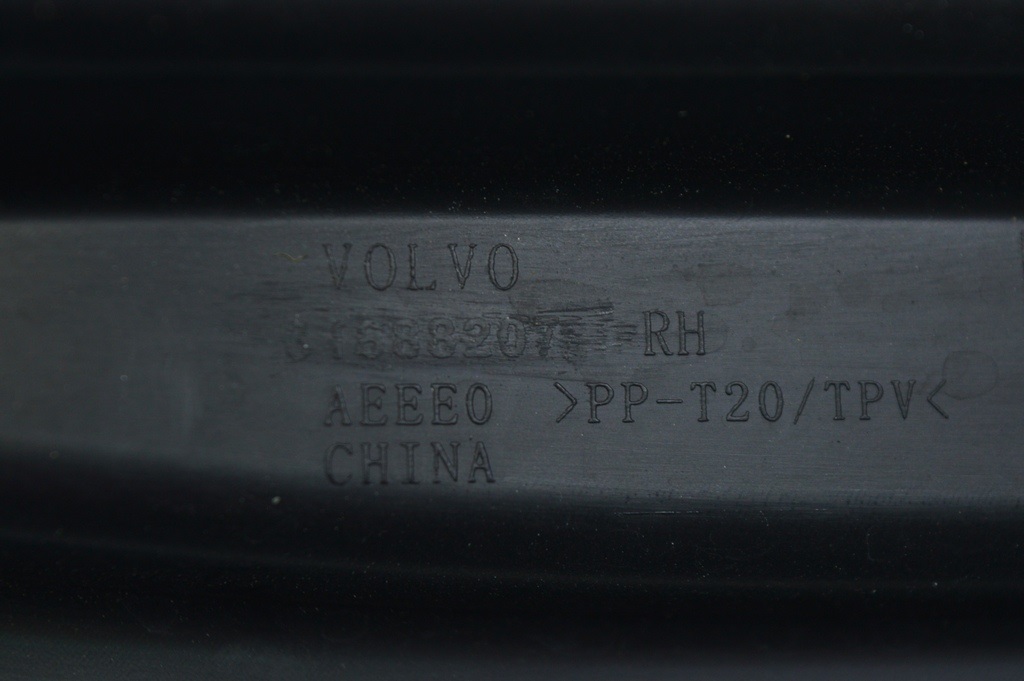 VOLVO
RH
AEEE0 >PP-T20/TPV<
CHINA